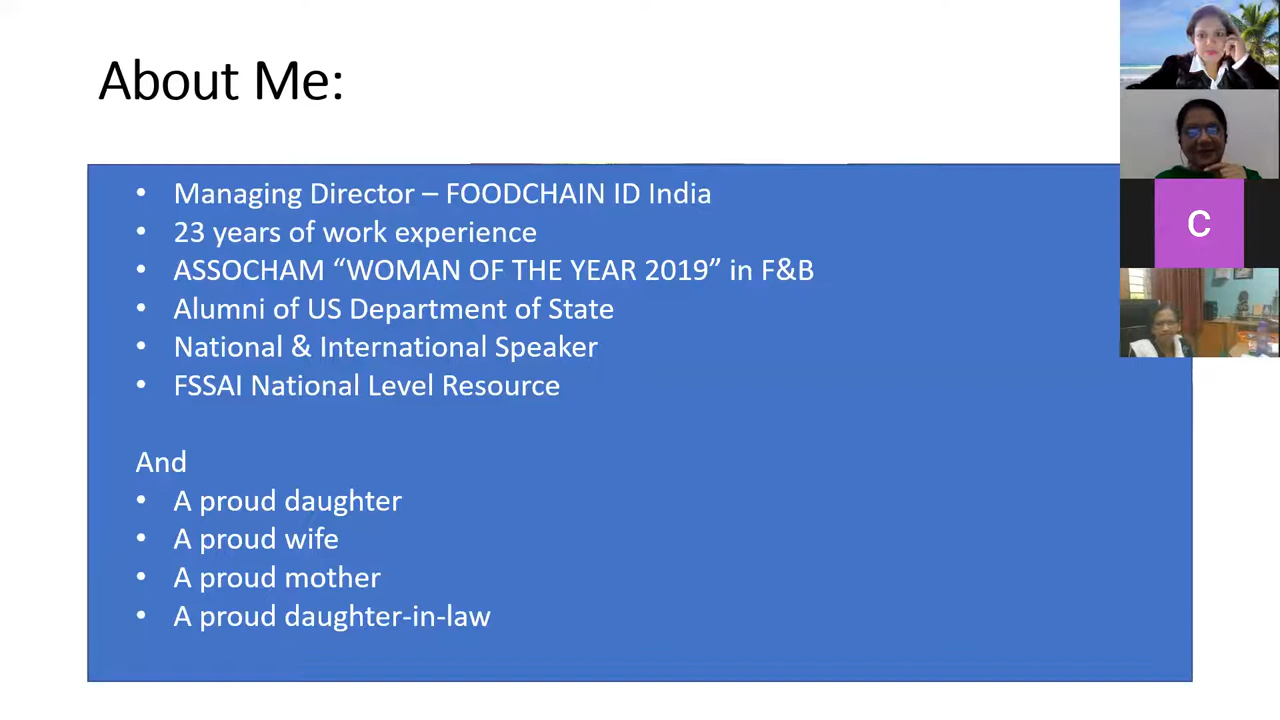 About Me:
• Managing Director – FOODCHAIN ID India
• 23 years of work experience
• ASSOCHAM “WOMAN OF THE YEAR 2019” in F&B
• Alumni of US Department of State
• National & International Speaker
• FSSAI National Level Resource
And
• A proud daughter
• A proud wife
• A proud mother
• A proud daughter-in-law
C